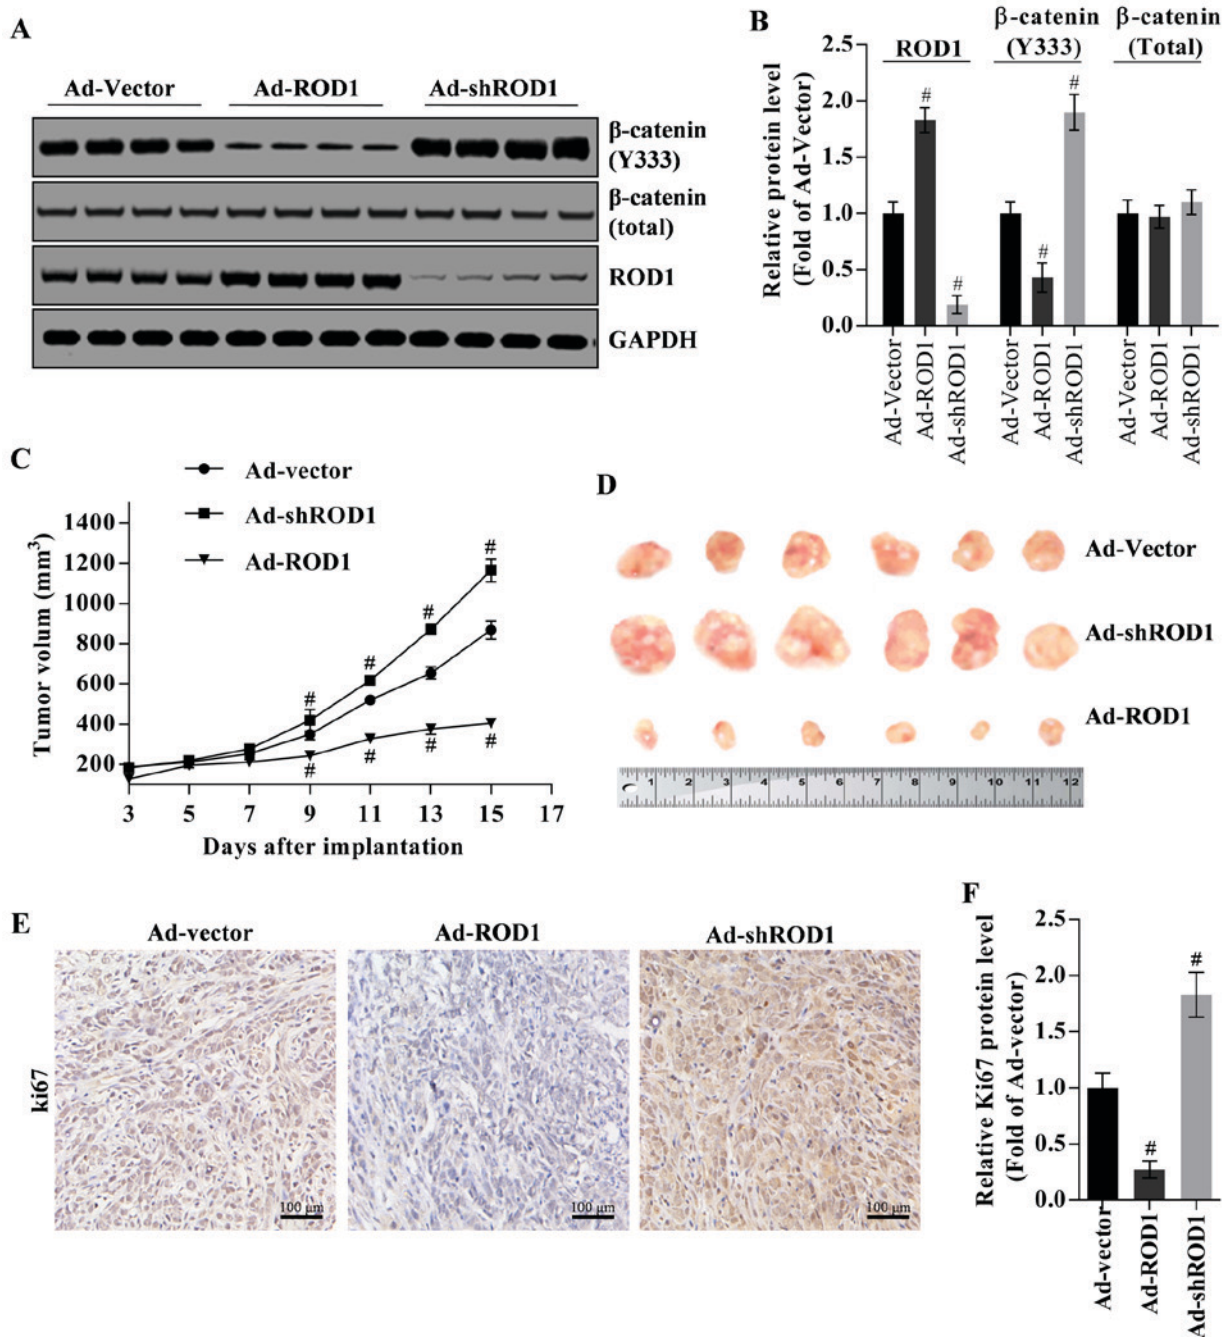 A
Ad-Vector
Ad-ROD1
Ad-shROD1
β-catenin
(Y333)
β-catenin
(total)
ROD1
GAPDH
B
ROD1
β-catenin
(Y333)
β-catenin
(Total)
Relative protein level
(Fold of Ad-Vector)
2.5
2.0
1.5
1.0
0.5
0.0
#
#
#
#
Ad-Vector
Ad-ROD1
Ad-shROD1
Ad-Vector
Ad-ROD1
Ad-shROD1
Ad-Vector
Ad-ROD1
Ad-shROD1
C
Ad-vector
Ad-shROD1
Ad-ROD1
Tumor volum (mm³)
1400
1200
1000
800
600
400
200
#
#
#
#
#
#
#
#
3 5 7 9 11 13 15 17
Days after implantation
D
Ad-Vector
Ad-shROD1
Ad-ROD1
1 2 3 4 5 6 7 8 9 10 11 12
E
Ad-vector
Ad-ROD1
Ad-shROD1
ki67
100 μm
100 μm
100 μm
F
Relative Ki67 protein level
(Fold of Ad-vector)
2.5
2.0
1.5
1.0
0.5
0.0
#
#
Ad-vector
Ad-ROD1
Ad-shROD1